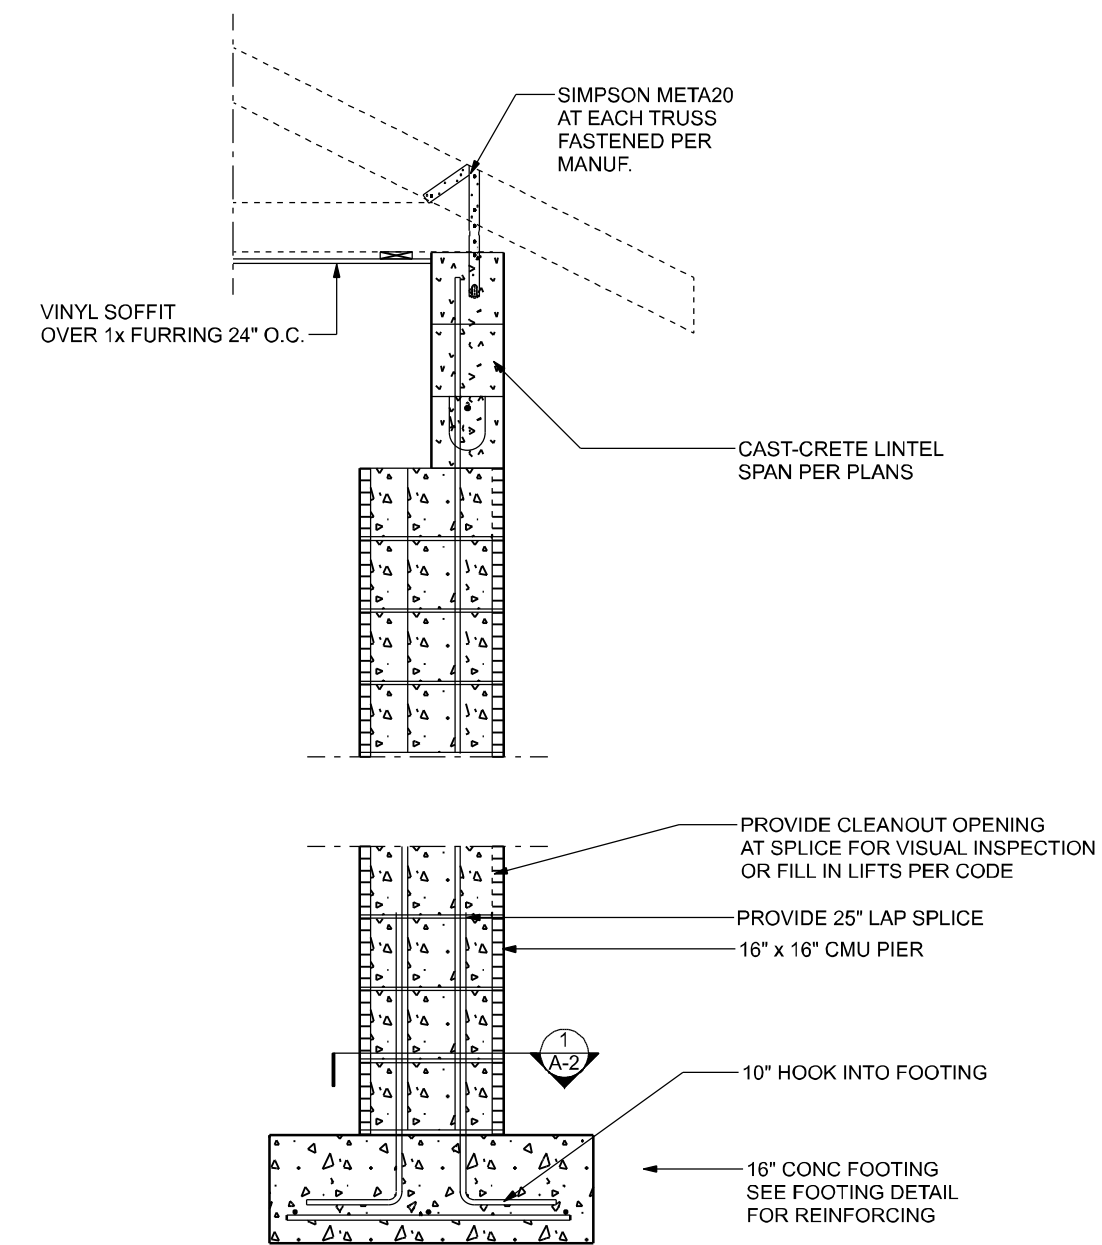 SIMPSON META20
AT EACH TRUSS
FASTENED PER
MANUF.
VINYL SOFFIT
OVER 1x FURRING 24" O.C.
CAST-CRETE LINTEL
SPAN PER PLANS
PROVIDE CLEANOUT OPENING
AT SPLICE FOR VISUAL INSPECTION
OR FILL IN LIFTS PER CODE
PROVIDE 25" LAP SPLICE
16" x 16" CMU PIER
1
A-2
10" HOOK INTO FOOTING
16" CONC FOOTING
SEE FOOTING DETAIL
FOR REINFORCING